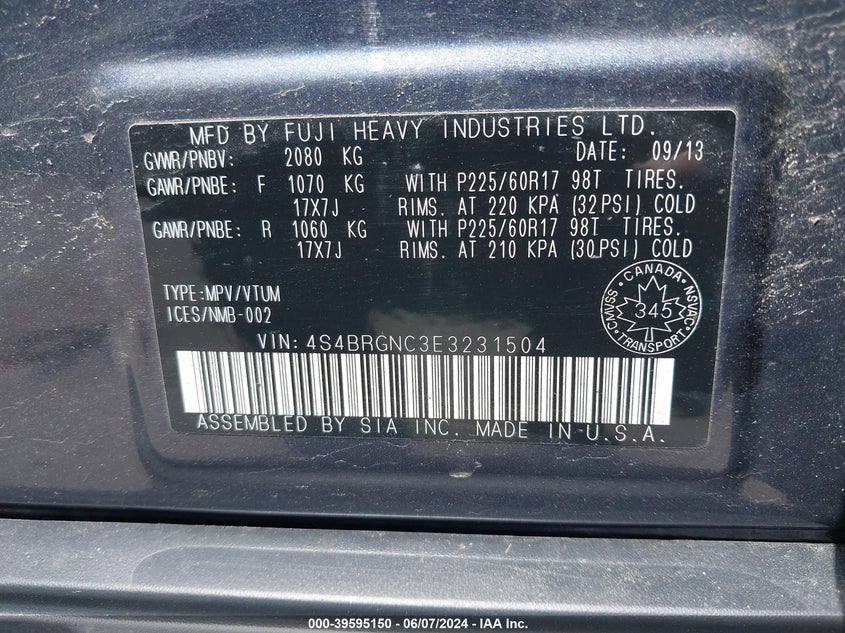 MFD BY FUJI HEAVY INDUSTRIES LTD.
GVWR/PNBV: 2080 KG DATE: 09/13
GAWR/PNBE: F 1070 KG WITH P225/60R17 98T TIRES.
17X7J RIMS. AT 220 KPA (32PSI) COLD
GAWR/PNBE: R 1060 KG WITH P225/60R17 98T TIRES.
17X7J RIMS. AT 210 KPA (30PSI) COLD
TYPE:MPV/VTUM
ICES/NMB-002
CANADA
CMVSS
NSVAC
345
TRANSPORT
VIN: 4S4BRGNC3E3231504
ASSEMBLED BY SIA INC. MADE IN U.S.A.
000-39595150 - 06/07/2024 - IAA Inc.